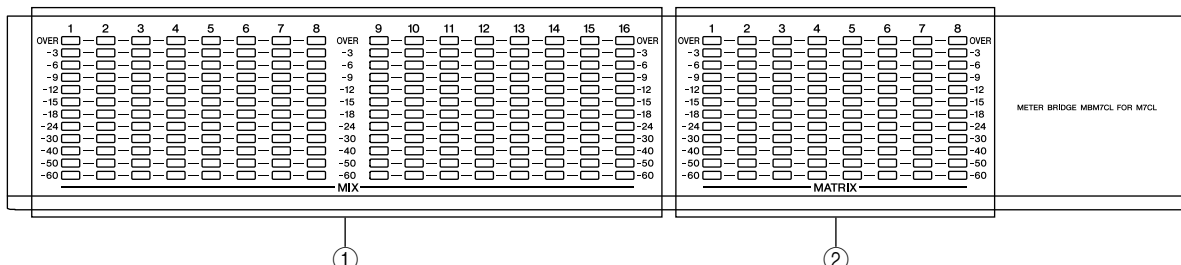 1 2 3 4 5 6 7 8 9 10 11 12 13 14 15 16 1 2 3 4 5 6 7 8
OVER OVER OVER OVER OVER
-3 -3 -3 -3 -3
-6 -6 -6 -6 -6
-9 -9 -9 -9 -9
-12 -12 -12 -12 -12
-15 -15 -15 -15 -15
-18 -18 -18 -18 -18
-24 -24 -24 -24 -24
-30 -30 -30 -30 -30
-40 -40 -40 -40 -40
-50 -50 -50 -50 -50
-60 -60 -60 -60 -60
MIX MATRIX
METER BRIDGE MBM7CL FOR M7CL
① ②